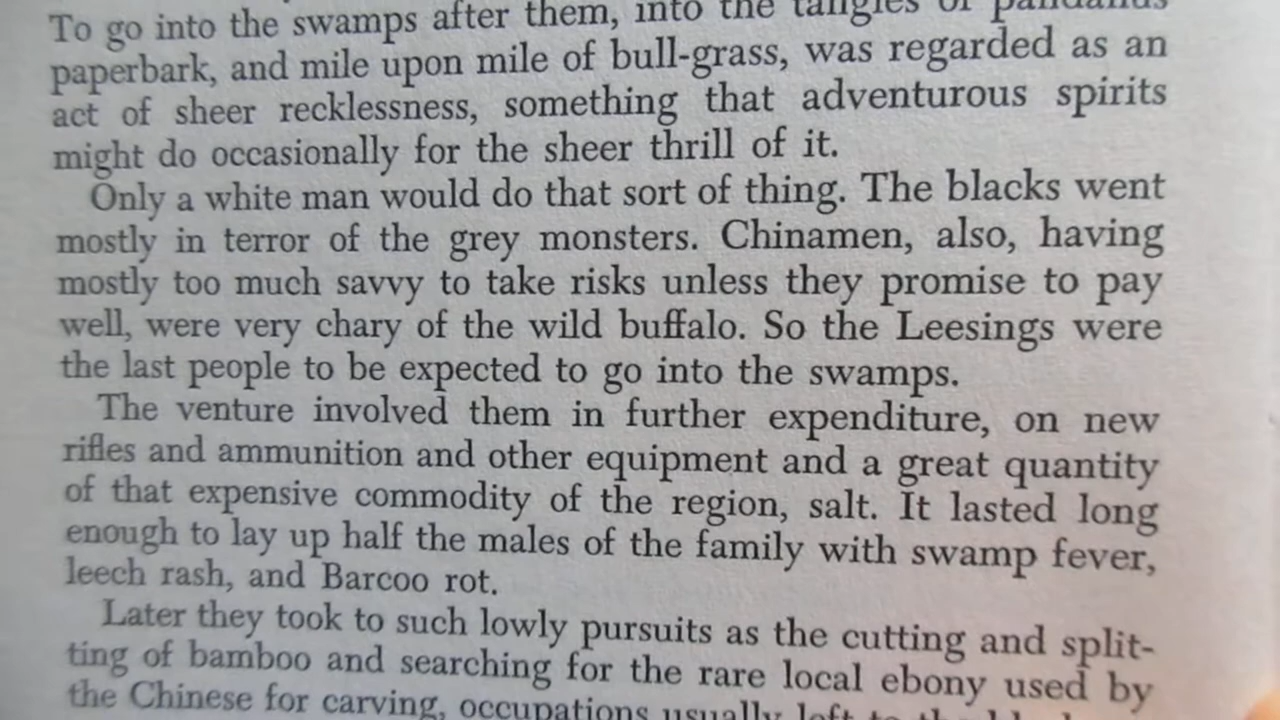 To go into the swamps after them, into the tangles of pandanus
paperbark, and mile upon mile of bull-grass, was regarded as an
act of sheer recklessness, something that adventurous spirits
might do occasionally for the sheer thrill of it.
Only a white man would do that sort of thing. The blacks went
mostly in terror of the grey monsters. Chinamen, also, having
mostly too much savvy to take risks unless they promise to pay
well, were very chary of the wild buffalo. So the Leesings were
the last people to be expected to go into the swamps.
The venture involved them in further expenditure, on new
rifles and ammunition and other equipment and a great quantity
of that expensive commodity of the region, salt. It lasted long
enough to lay up half the males of the family with swamp fever,
leech rash, and Barcoo rot.
Later they took to such lowly pursuits as the cutting and split-
ting of bamboo and searching for the rare local ebony used by
the Chinese for carving, occupations usually left to the